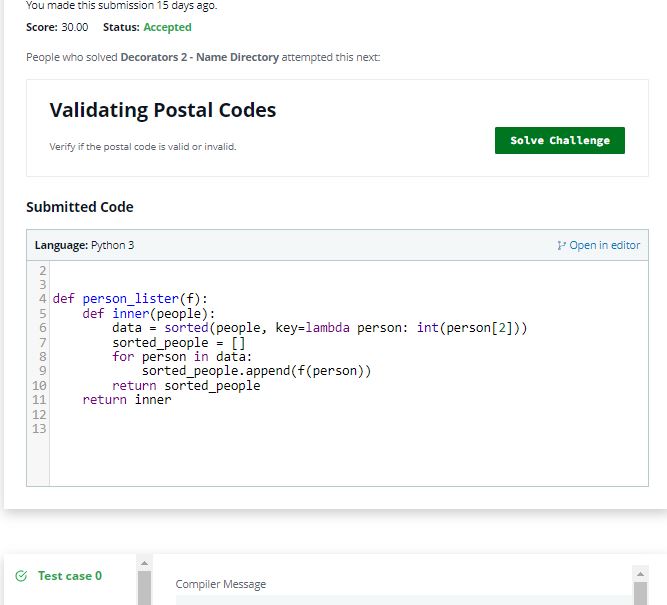 You made this submission 15 days ago.
Score: 30.00 Status: Accepted
People who solved Decorators 2 - Name Directory attempted this next:
Validating Postal Codes
Verify if the postal code is valid or invalid.
Solve Challenge
Submitted Code
Language: Python 3
Open in editor
2
3
4 def person_lister(f):
5     def inner(people):
6         data = sorted(people, key=lambda person: int(person[2]))
7         sorted_people = []
8         for person in data:
9             sorted_people.append(f(person))
10         return sorted_people
11     return inner
12
13
Test case 0
Compiler Message